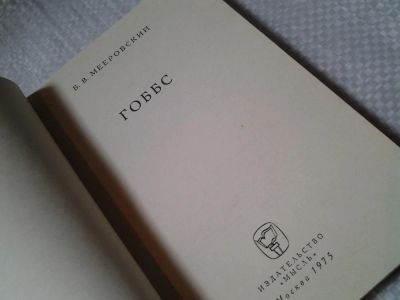 Б. В. МЕЕРОВСКИЙ
ГОББС
ИЗДАТЕЛЬСТВО
«МЫСЛЬ»
Москва 1975